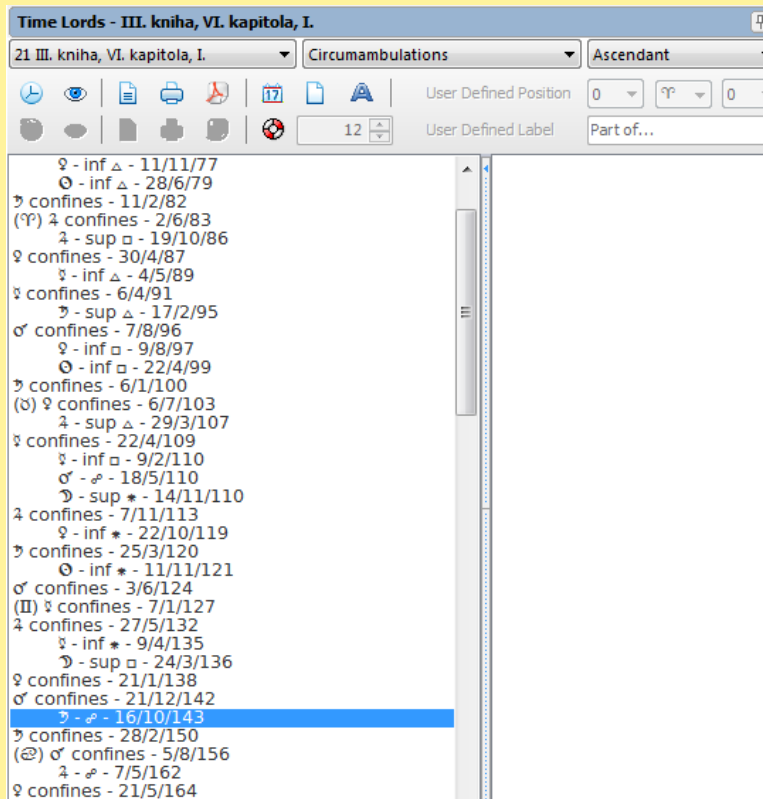 Time Lords - III. kniha, VI. kapitola, I.
21 III. kniha, VI. kapitola, I. Circumambulations Ascendant
17 A User Defined Position 0 ♈ 0
12 User Defined Label Part of...
♀ - inf △ - 11/11/77
☉ - inf △ - 28/6/79
♄ confines - 11/2/82
(♈) ♃ confines - 2/6/83
♃ - sup □ - 19/10/86
♀ confines - 30/4/87
☿ - inf △ - 4/5/89
☿ confines - 6/4/91
♄ - sup △ - 17/2/95
♂ confines - 7/8/96
♀ - inf □ - 9/8/97
☉ - inf □ - 22/4/99
♄ confines - 6/1/100
(♉) ♀ confines - 6/7/103
♃ - sup △ - 29/3/107
☿ confines - 22/4/109
☿ - inf □ - 9/2/110
♂ - ☍ - 18/5/110
☽ - sup ⚹ - 14/11/110
♃ confines - 7/11/113
♀ - inf ⚹ - 22/10/119
♄ confines - 25/3/120
☉ - inf ⚹ - 11/11/121
♂ confines - 3/6/124
(♊) ☿ confines - 7/1/127
♃ confines - 27/5/132
☿ - inf ⚹ - 9/4/135
☽ - sup □ - 24/3/136
♀ confines - 21/1/138
♂ confines - 21/12/142
♄ - ☍ - 16/10/143
♄ confines - 28/2/150
(♋) ♂ confines - 5/8/156
♃ - ☍ - 7/5/162
♀ confines - 21/5/164